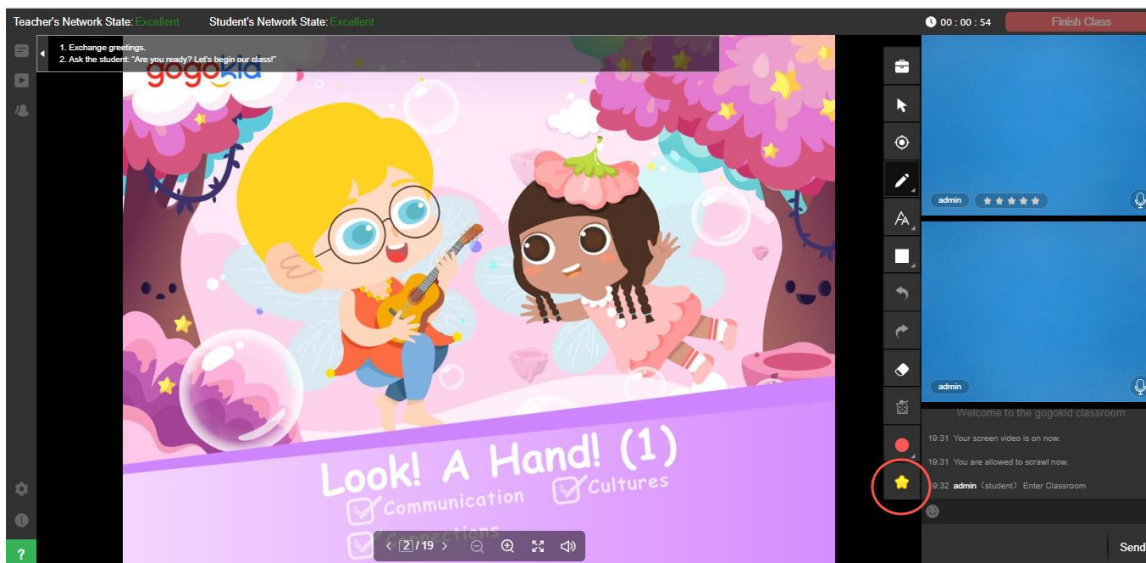 Teacher's Network State: Excellent Student's Network State: Excellent
00 : 00 : 54
Finish Class
1. Exchange greetings.
2. Ask the student: "Are you ready? Let's begin our class!"
gogokid
admin
admin
Look! A Hand! (1)
Communication
Cultures
Connections
2 / 19
Welcome to the gogokid classroom
19:31 Your screen video is on now.
19:31 You are allowed to scrawl now.
19:32 admin (student) Enter Classroom
Send
?